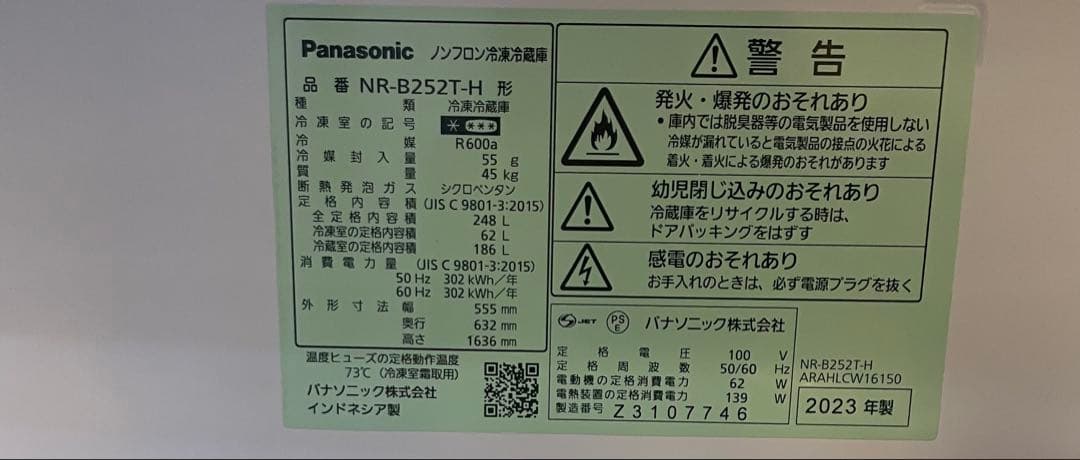 Panasonic ノンフロン冷凍冷蔵庫
品 番 NR-B252T-H 形
種 類 冷凍冷蔵庫
冷凍室の記号 * ***
冷 媒 R600a
冷媒封入量 55 g
質 量 45 kg
断熱発泡ガス シクロペンタン
定格内容積 (JIS C 9801-3:2015)
全定格内容積 248 L
冷凍室の定格内容積 62 L
冷蔵室の定格内容積 186 L
消費電力量 (JIS C 9801-3:2015)
50 Hz 302 kWh/年
60 Hz 302 kWh/年
外形寸法 幅 555 mm
奥行 632 mm
高さ 1636 mm
温度ヒューズの定格動作温度
73℃ (冷凍室霜取用)
パナソニック株式会社
インドネシア製
警告
発火・爆発のおそれあり
• 庫内では脱臭器等の電気製品を使用しない
冷媒が漏れていると電気製品の接点の火花による
着火・着火による爆発のおそれがあります
幼児閉じ込みのおそれあり
冷蔵庫をリサイクルする時は、
ドアパッキングをはずす
感電のおそれあり
お手入れのときは、必ず電源プラグを抜く
S JET PS E パナソニック株式会社
定格電圧 100 V
定格周波数 50/60 Hz
電動機の定格消費電力 62 W
電熱装置の定格消費電力 139 W
製造番号 Z3107746
NR-B252T-H
ARAHLCW16150
2023 年製